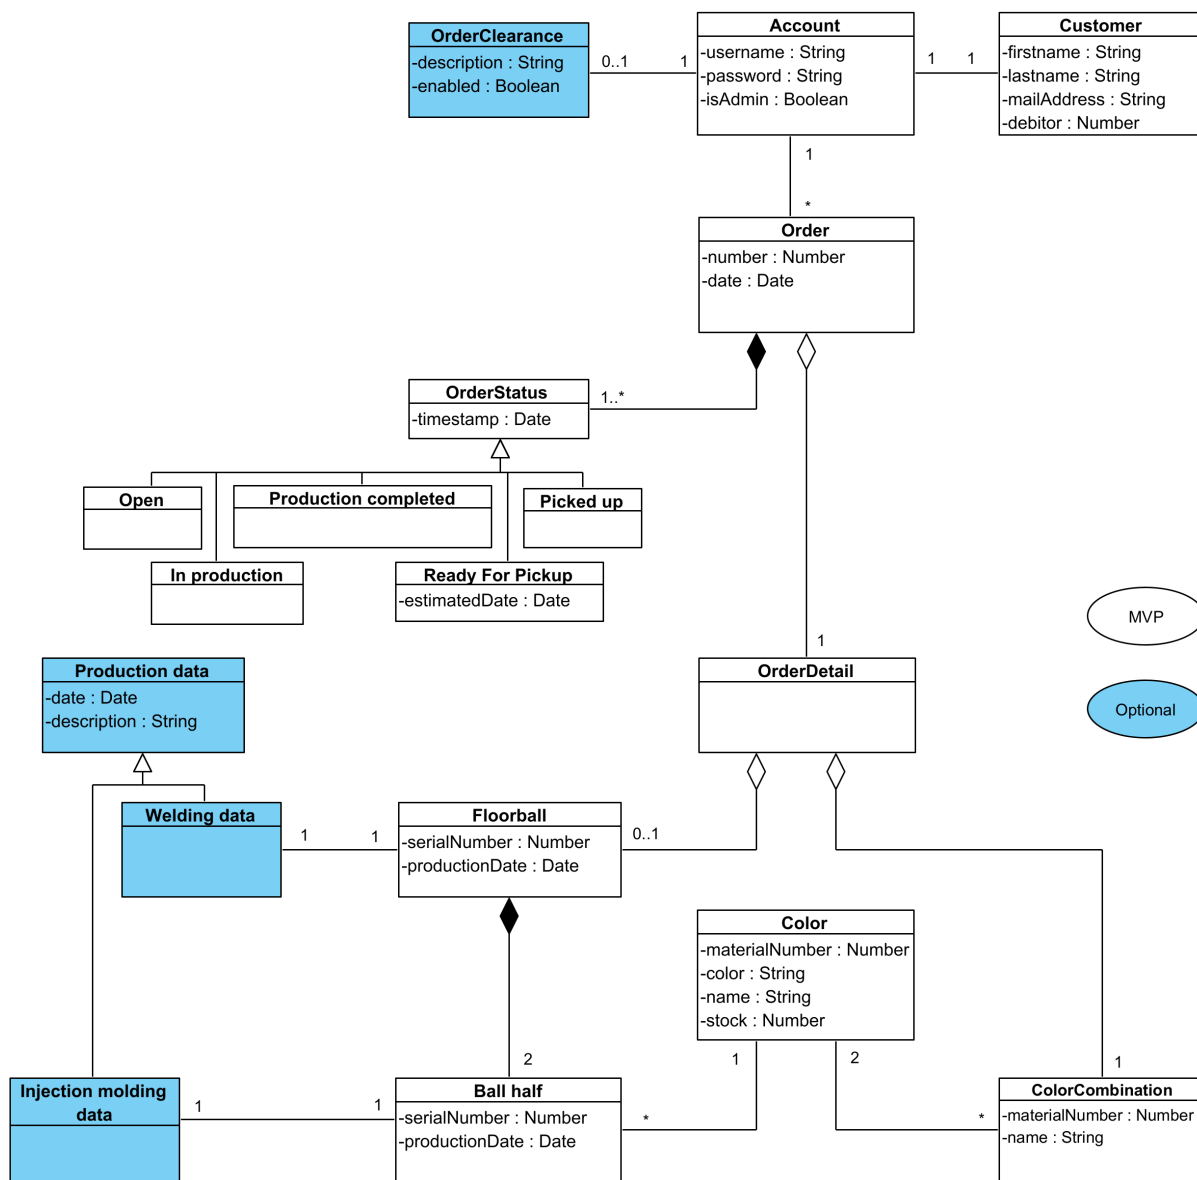 OrderClearance
-description : String
-enabled : Boolean
0..1
1
Account
-username : String
-password : String
-isAdmin : Boolean
1
1
Customer
-firstname : String
-lastname : String
-mailAddress : String
-debitor : Number
1
*
Order
-number : Number
-date : Date
OrderStatus
-timestamp : Date
1..*
Open
Production completed
Picked up
In production
Ready For Pickup
-estimatedDate : Date
MVP
Optional
1
OrderDetail
Production data
-date : Date
-description : String
Welding data
1
1
Floorball
-serialNumber : Number
-productionDate : Date
0..1
Color
-materialNumber : Number
-color : String
-name : String
-stock : Number
2
1
2
1
Injection molding
data
1
1
Ball half
-serialNumber : Number
-productionDate : Date
*
*
ColorCombination
-materialNumber : Number
-name : String